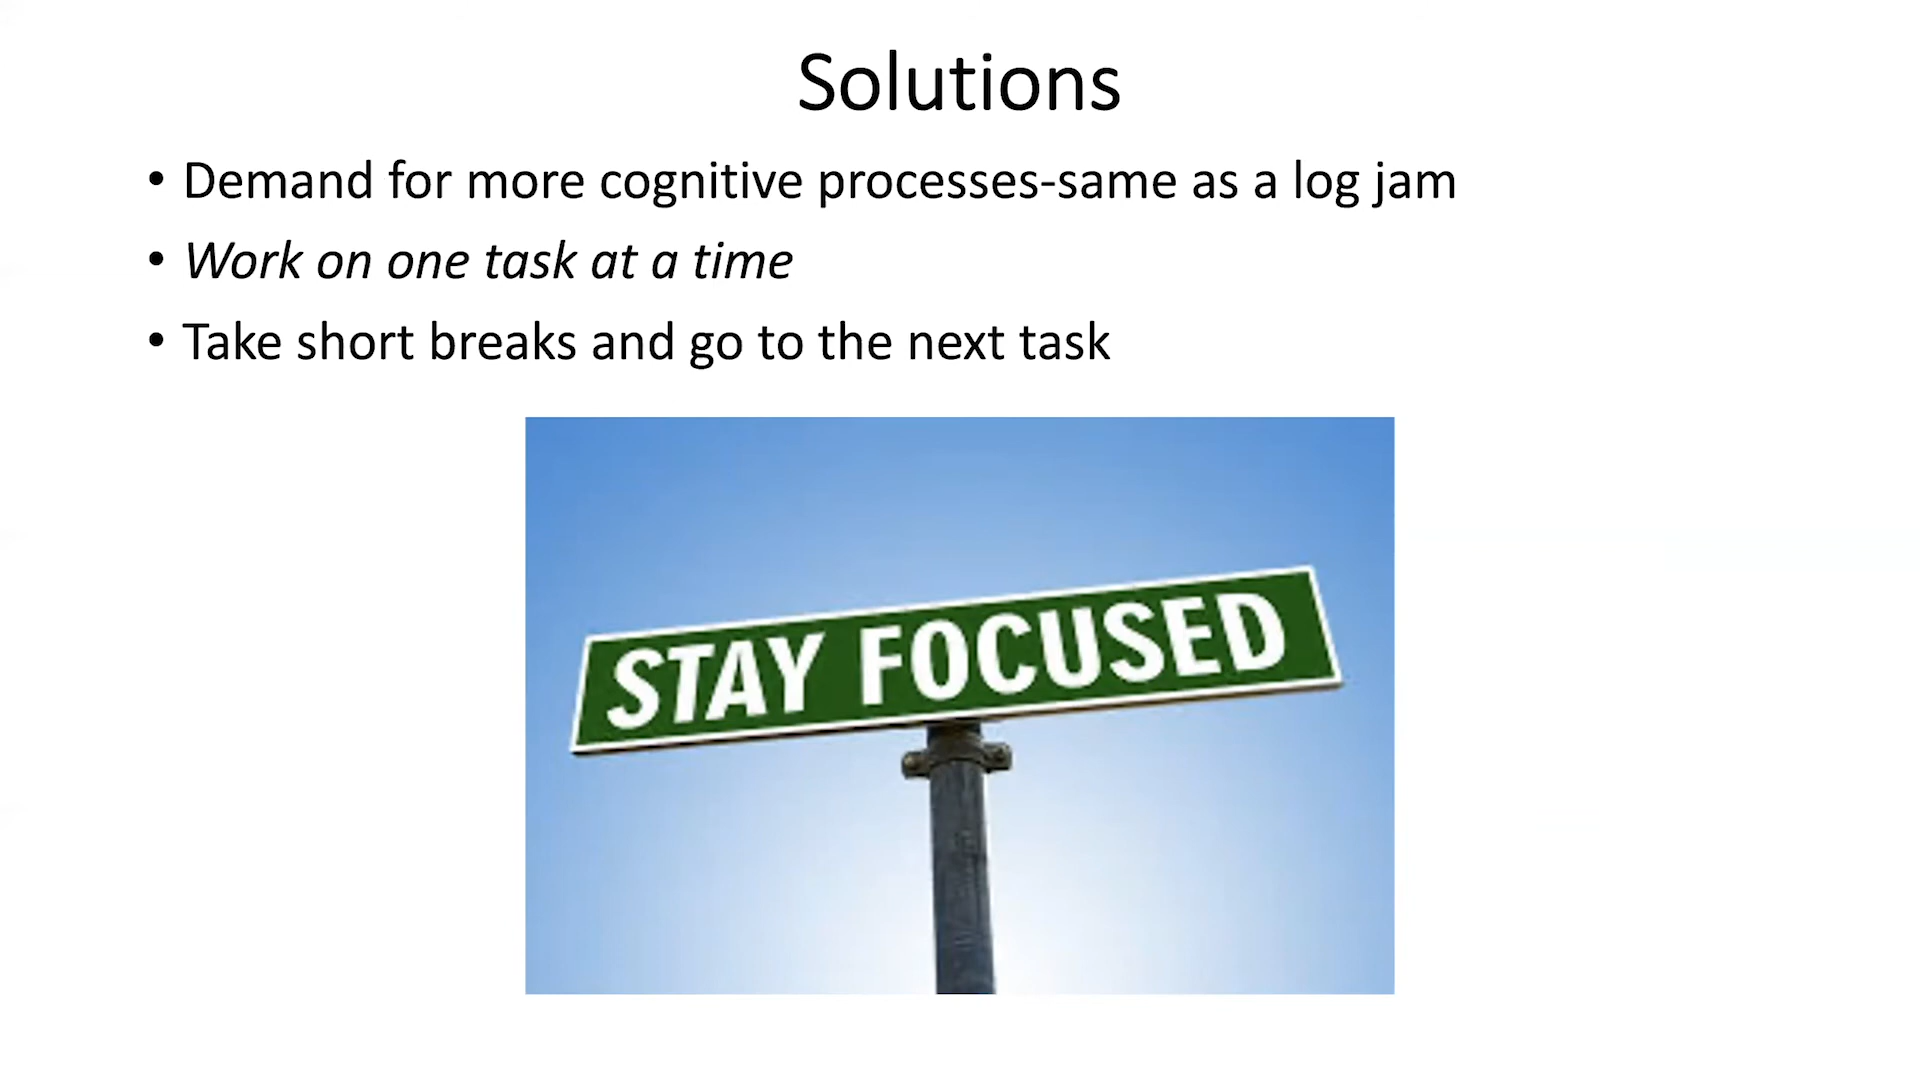 Solutions
• Demand for more cognitive processes-same as a log jam
• Work on one task at a time
• Take short breaks and go to the next task
STAY FOCUSED